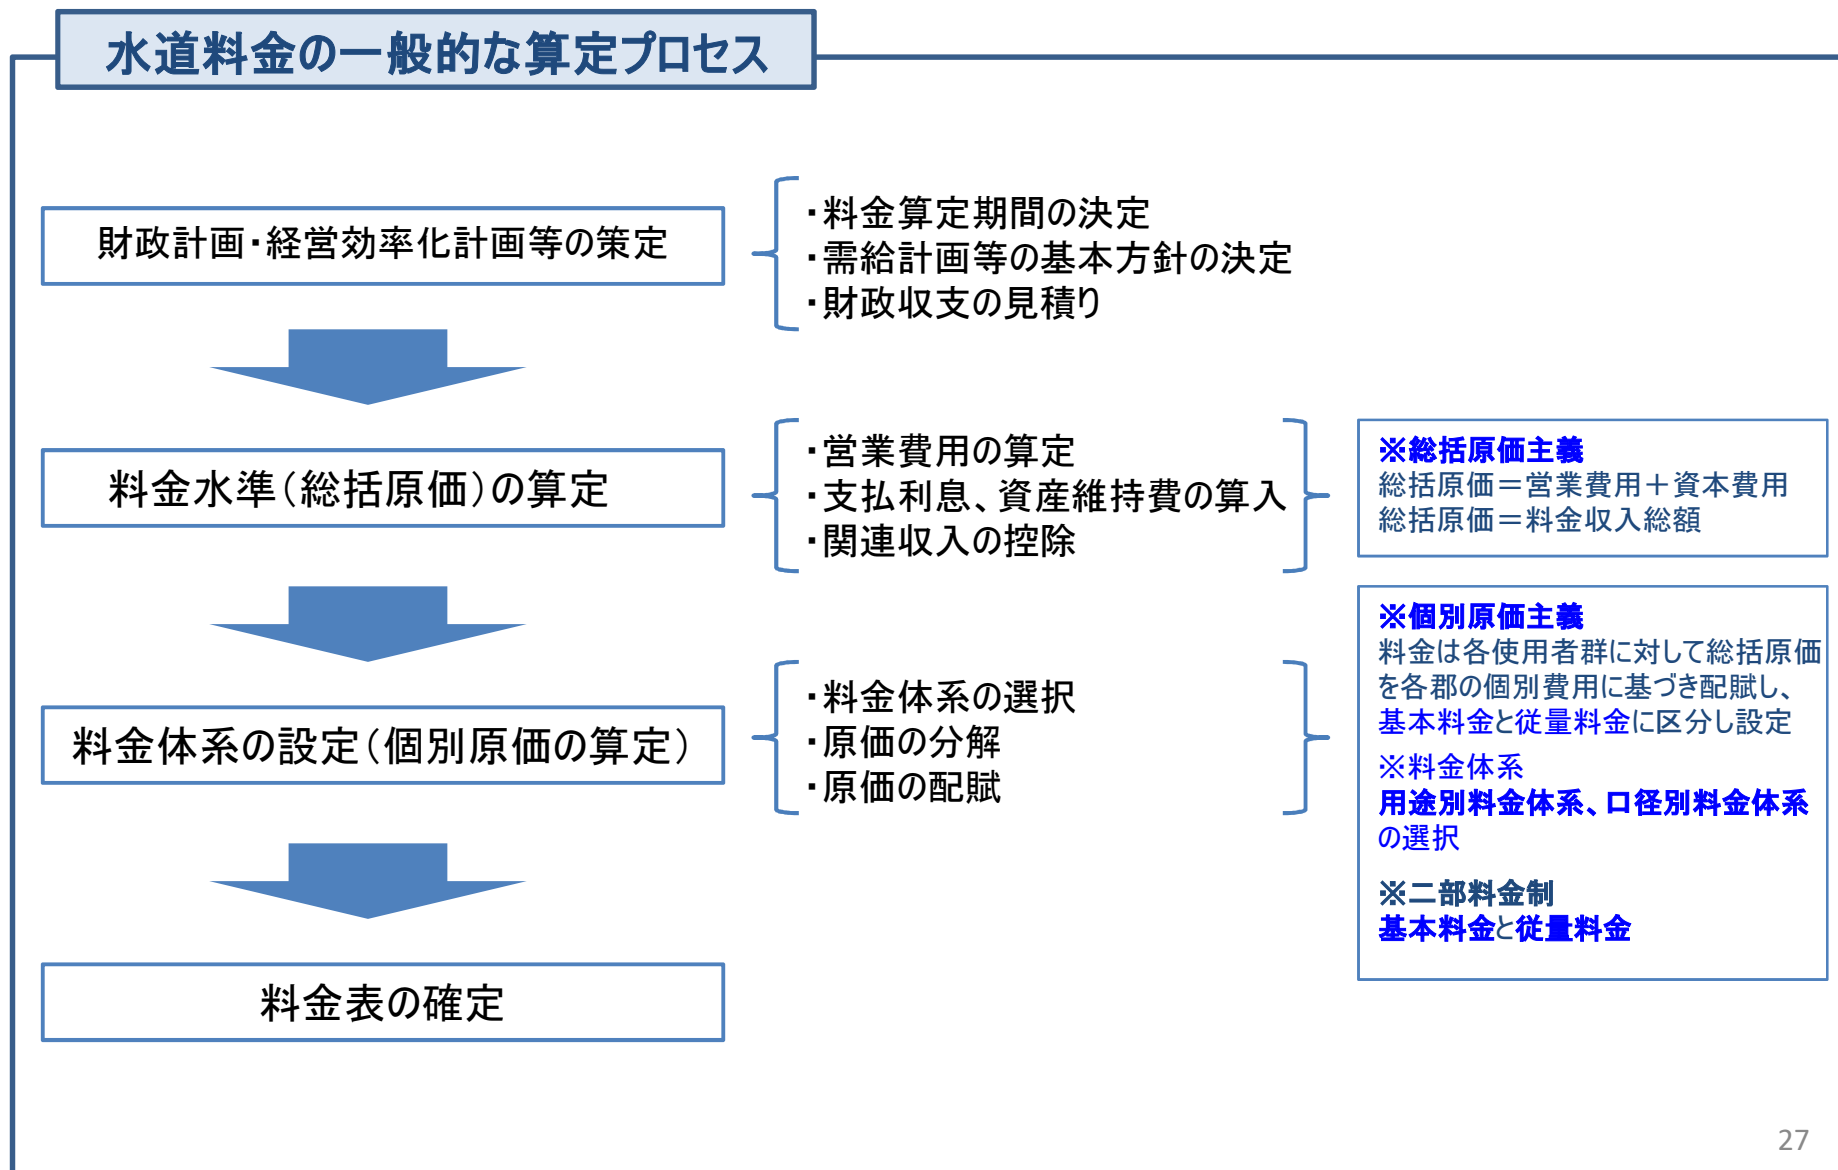 水道料金の一般的な算定プロセス
財政計画・経営効率化計画等の策定
・料金算定期間の決定
・需給計画等の基本方針の決定
・財政収支の見積り
料金水準（総括原価）の算定
・営業費用の算定
・支払利息、資産維持費の算入
・関連収入の控除
※総括原価主義
総括原価＝営業費用＋資本費用
総括原価＝料金収入総額
料金体系の設定（個別原価の算定）
・料金体系の選択
・原価の分解
・原価の配賦
※個別原価主義
料金は各使用者群に対して総括原価
を各郡の個別費用に基づき配賦し、
基本料金と従量料金に区分し設定
※料金体系
用途別料金体系、口径別料金体系
の選択
※二部料金制
基本料金と従量料金
料金表の確定
27